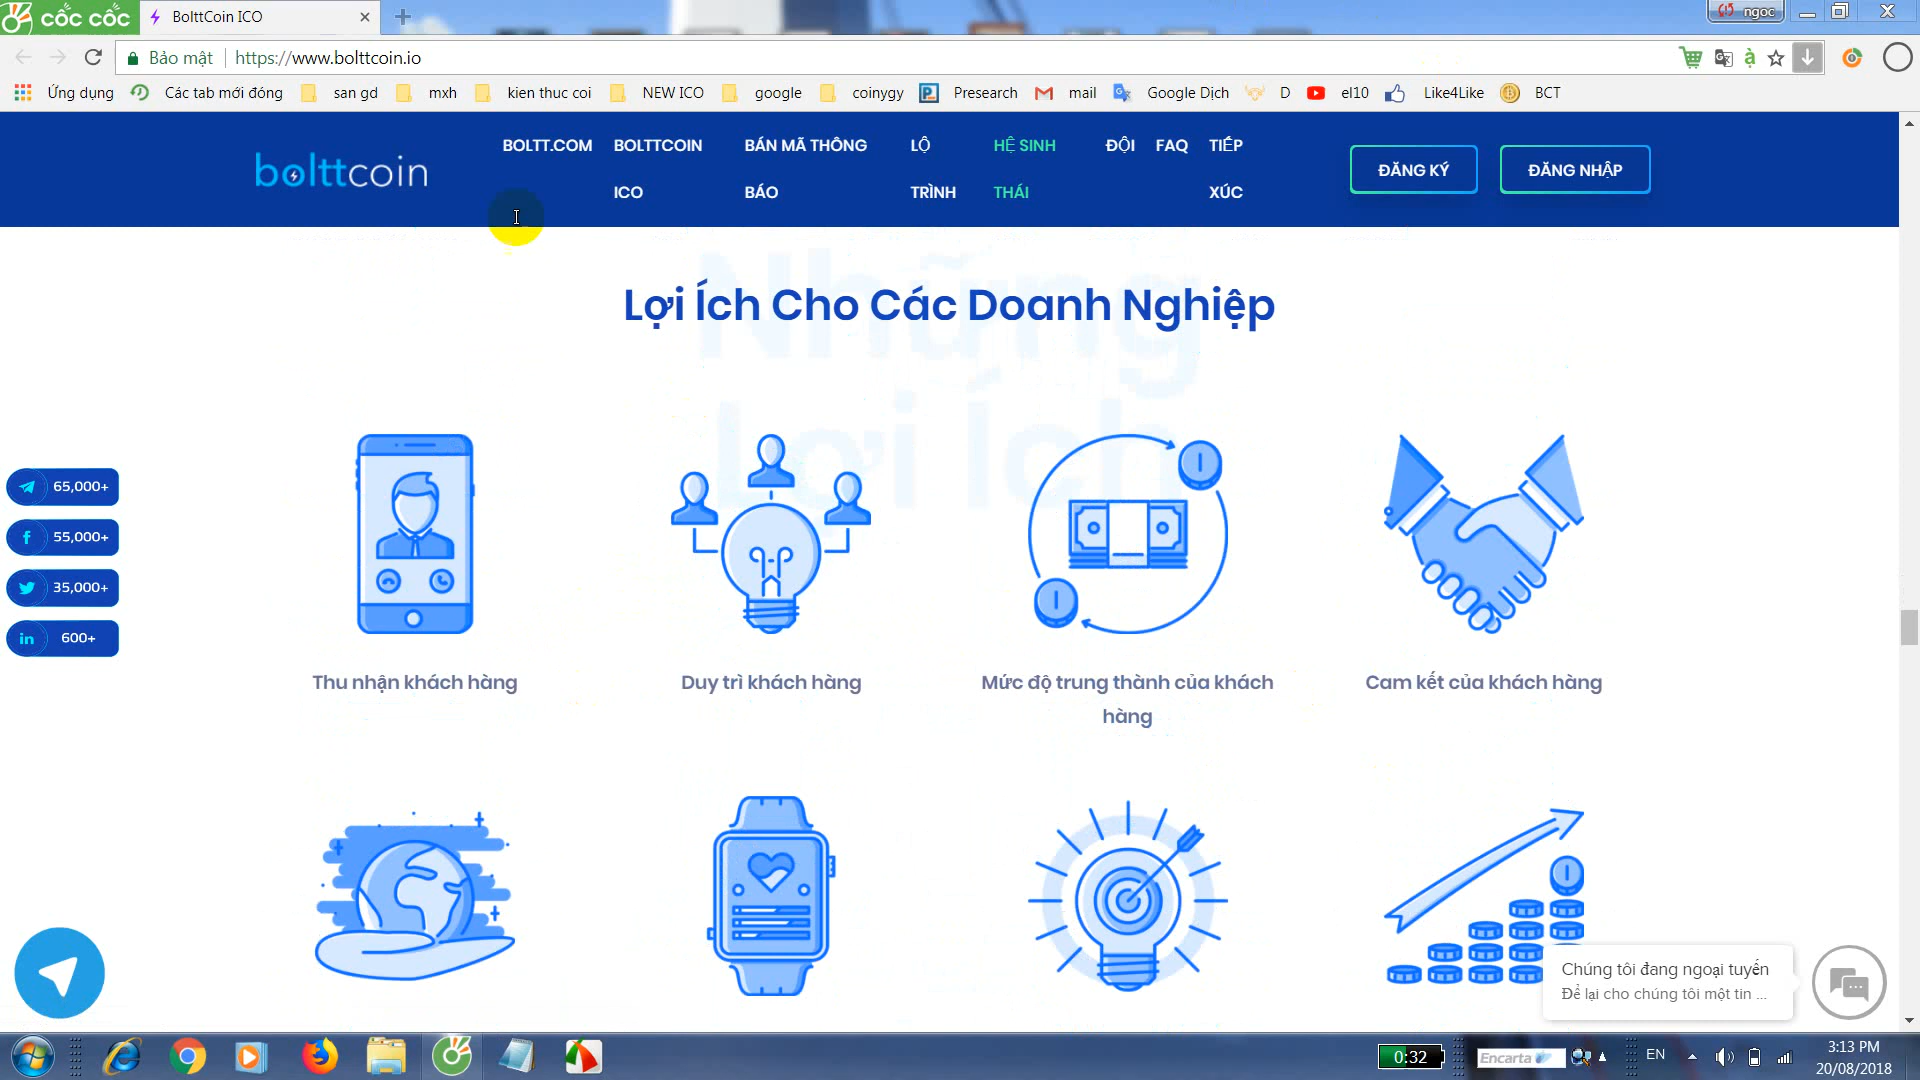 cốc cốc
BolttCoin ICO
ngoc
Bảo mật
https://www.bolttcoin.io
Ứng dụng
Các tab mới đóng
san gd
mxh
kien thuc coi
NEW ICO
google
coinygy
Presearch
mail
Google Dịch
D
el10
Like4Like
BCT
bolttcoin
BOLTT.COM
BOLTTCOIN
ICO
BÁN MÃ THÔNG
BÁO
LỘ
TRÌNH
HỆ SINH
THÁI
ĐỘI
FAQ
TIẾP
XÚC
ĐĂNG KÝ
ĐĂNG NHẬP
Những
Lợi Ích
Lợi Ích Cho Các Doanh Nghiệp
65,000+
55,000+
35,000+
600+
Thu nhận khách hàng
Duy trì khách hàng
Mức độ trung thành của khách
hàng
Cam kết của khách hàng
Chúng tôi đang ngoại tuyến
Để lại cho chúng tôi một tin ...
0:32
Encarta
EN
3:13 PM
20/08/2018